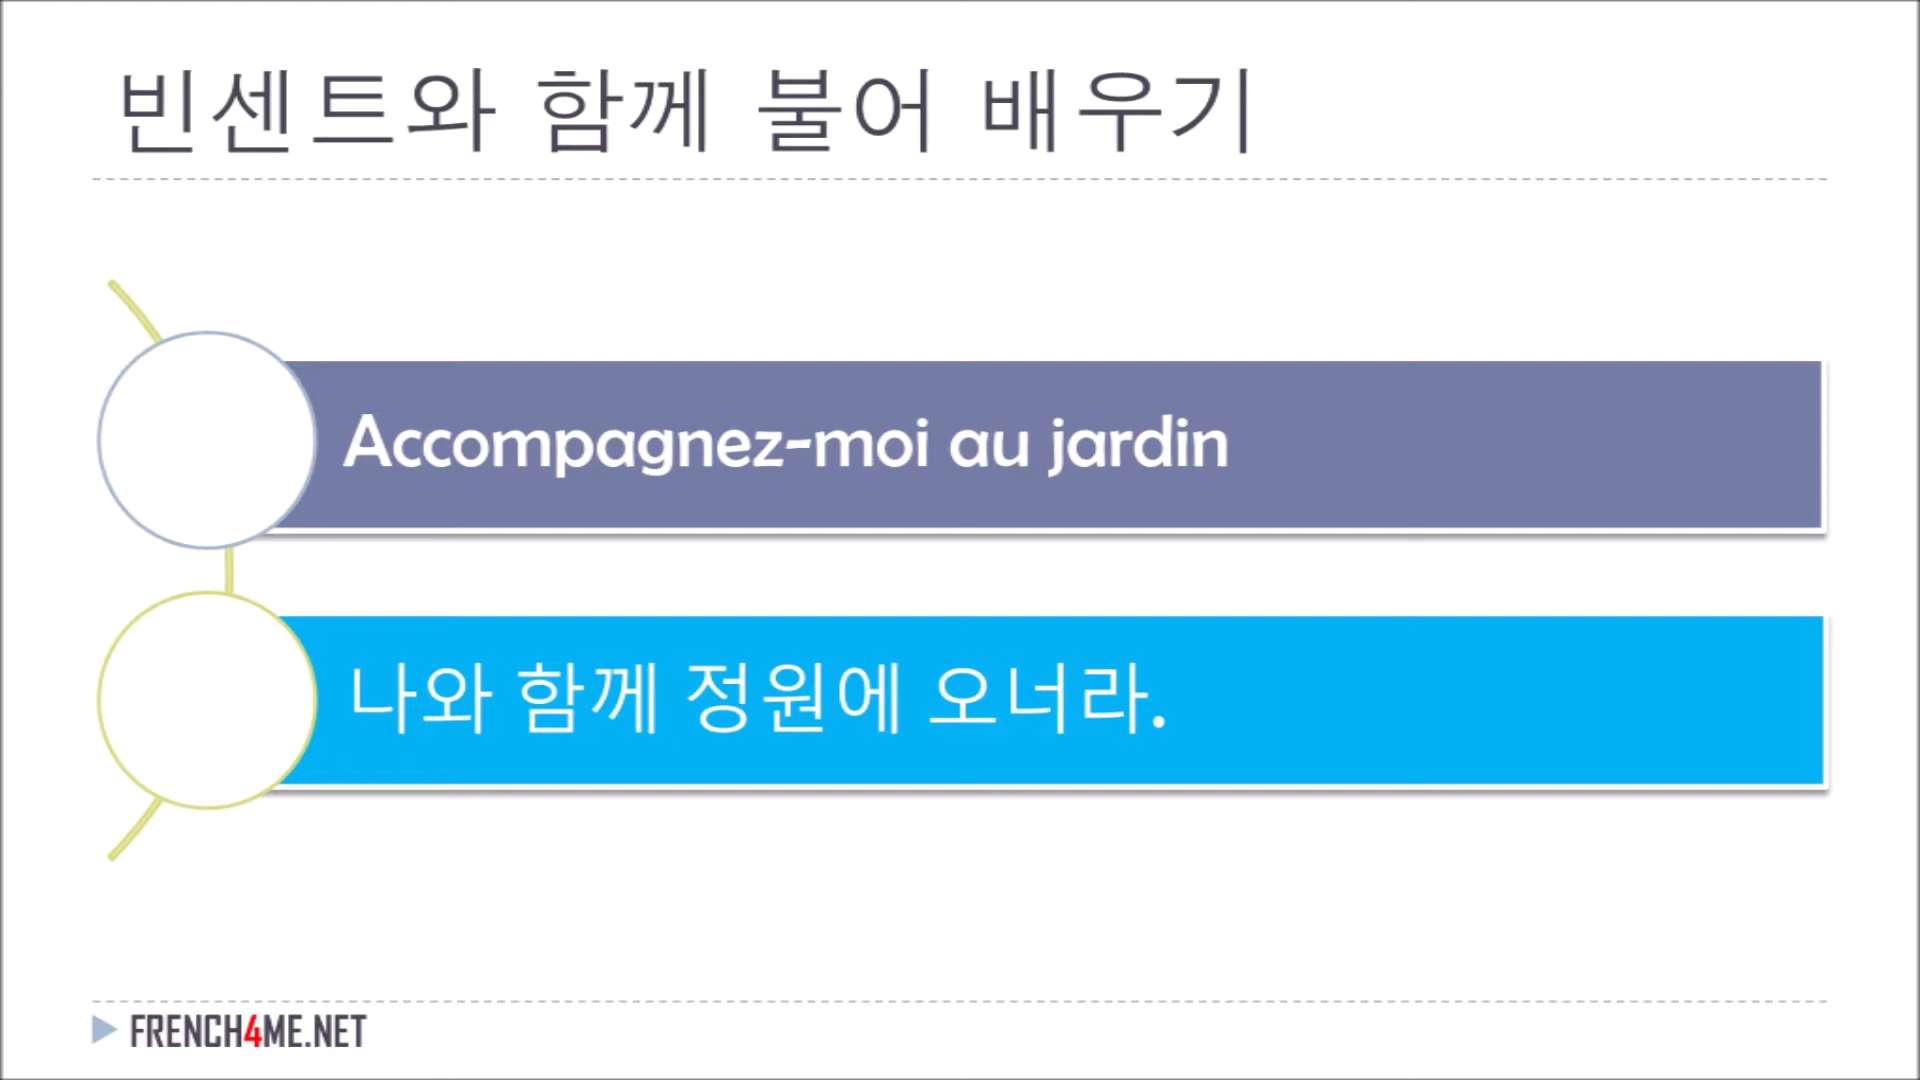 빈센트와 함께 불어 배우기
Accompagnez-moi au jardin
나와 함께 정원에 오너라.
FRENCH4ME.NET